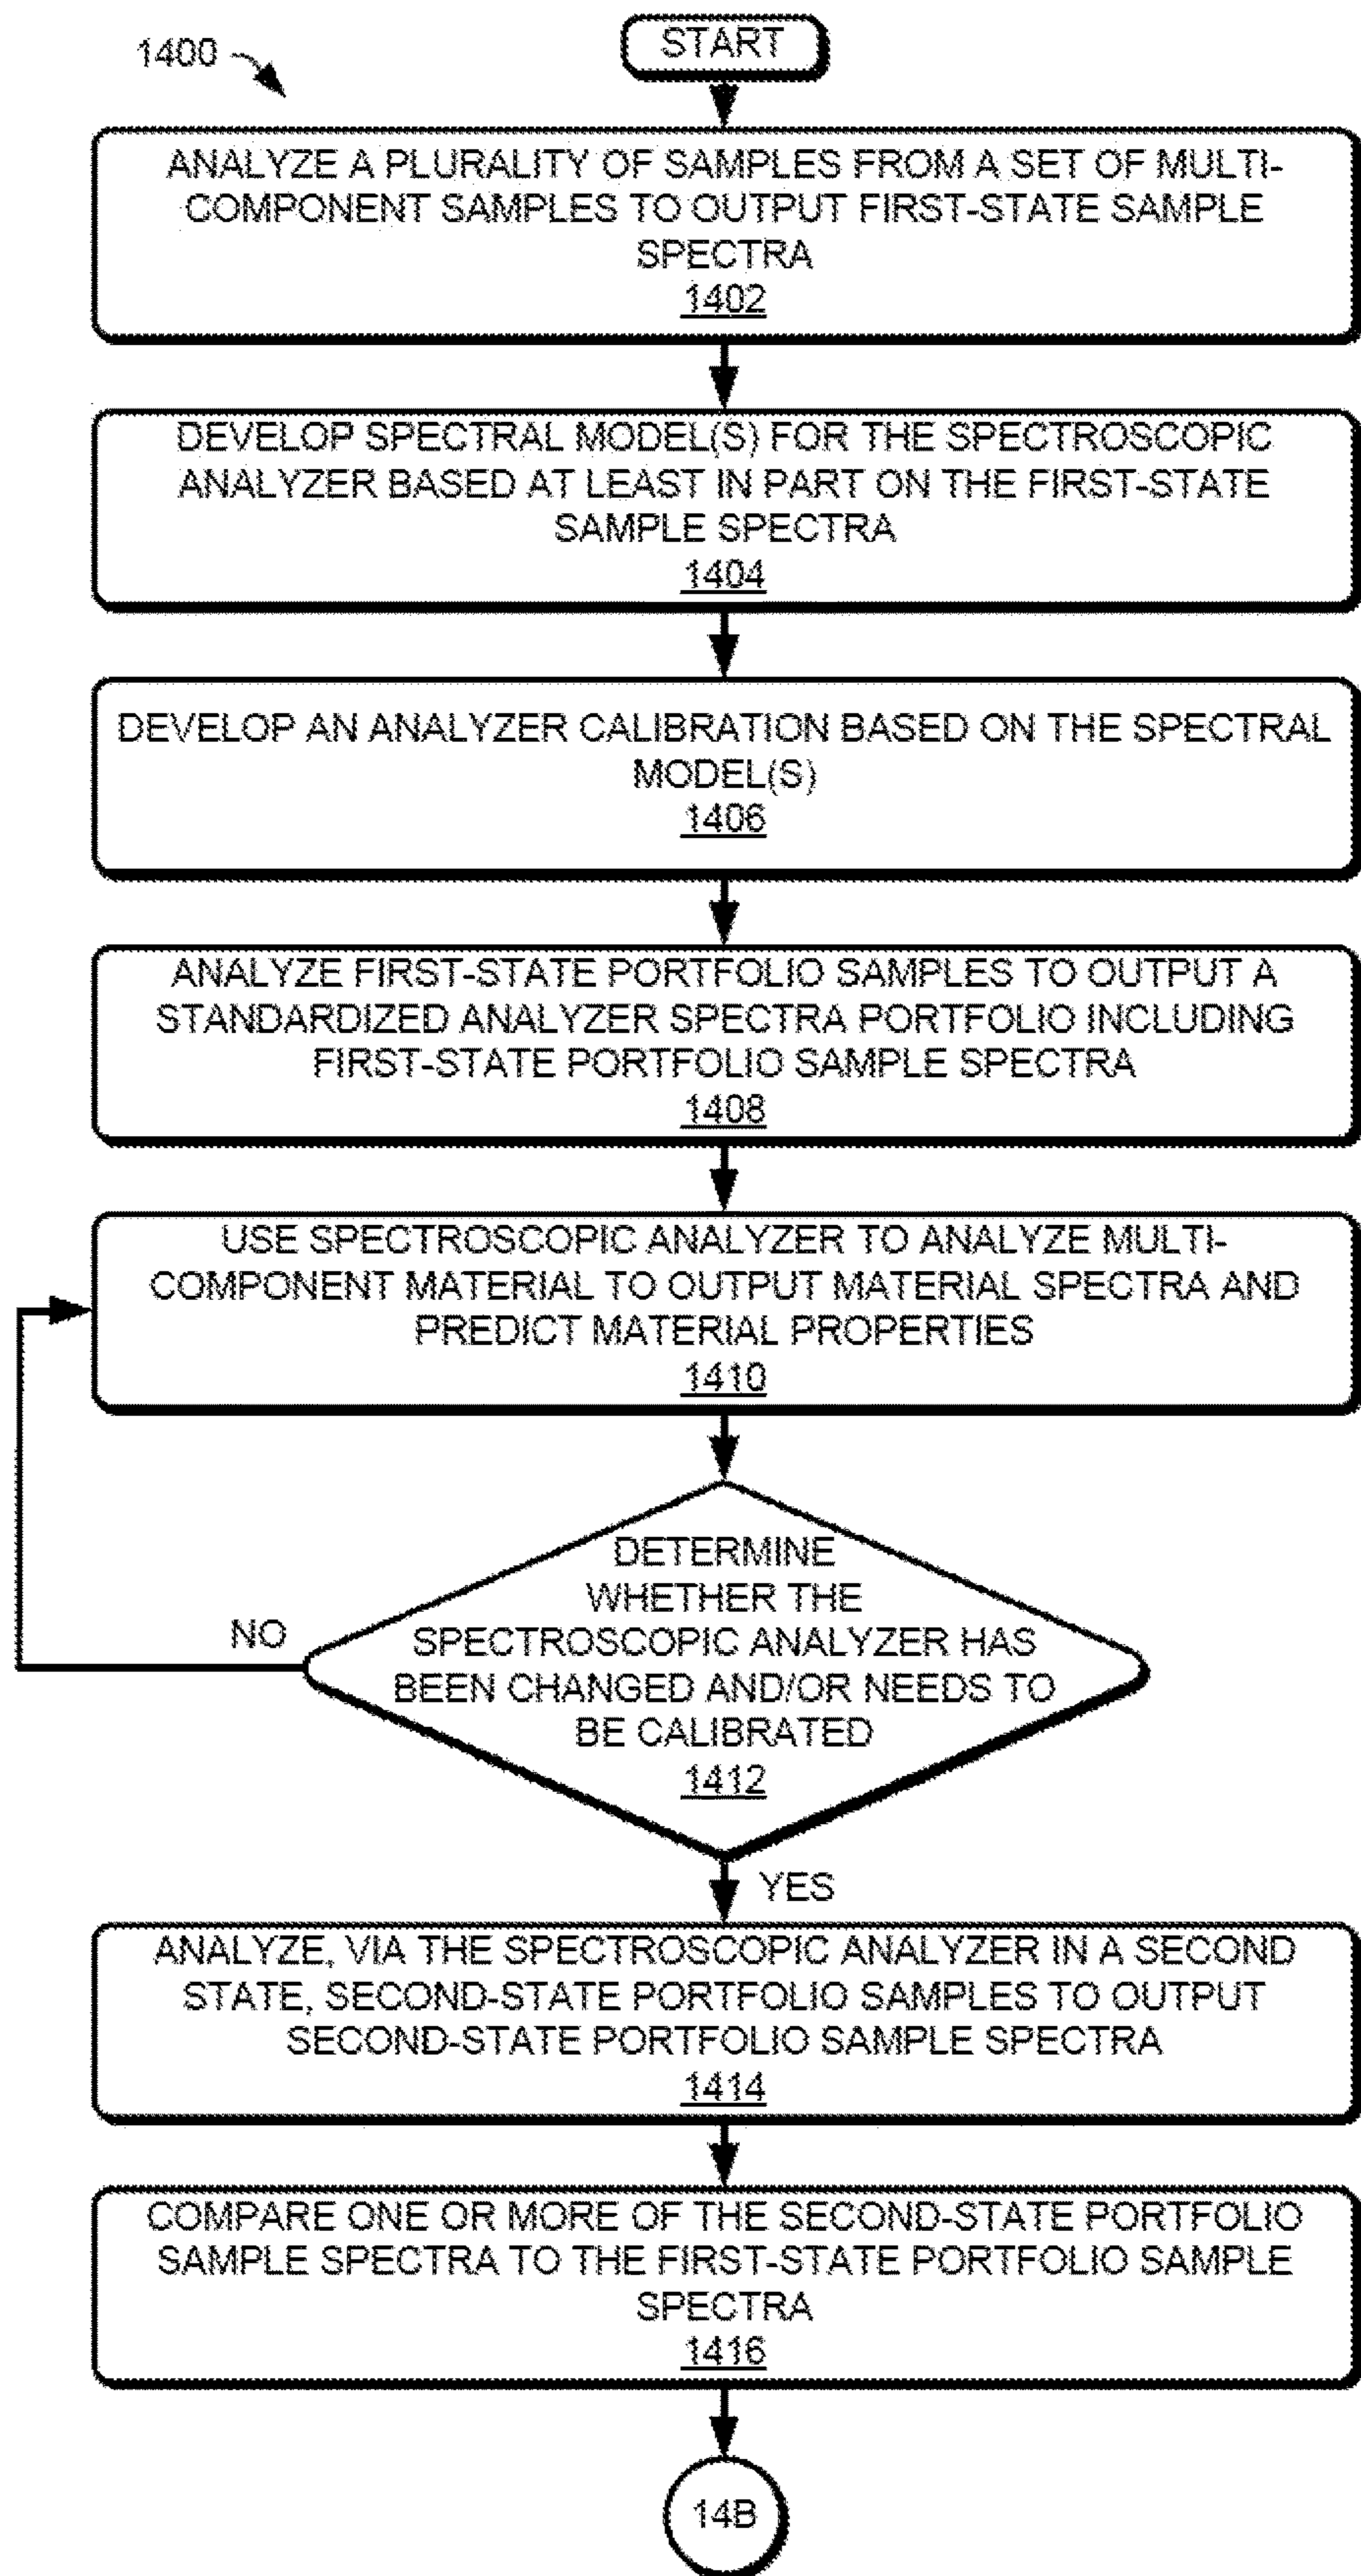 1400
START
ANALYZE A PLURALITY OF SAMPLES FROM A SET OF MULTI-
COMPONENT SAMPLES TO OUTPUT FIRST-STATE SAMPLE
SPECTRA
1402
DEVELOP SPECTRAL MODEL(S) FOR THE SPECTROSCOPIC
ANALYZER BASED AT LEAST IN PART ON THE FIRST-STATE
SAMPLE SPECTRA
1404
DEVELOP AN ANALYZER CALIBRATION BASED ON THE SPECTRAL
MODEL(S)
1406
ANALYZE FIRST-STATE PORTFOLIO SAMPLES TO OUTPUT A
STANDARDIZED ANALYZER SPECTRA PORTFOLIO INCLUDING
FIRST-STATE PORTFOLIO SAMPLE SPECTRA
1408
USE SPECTROSCOPIC ANALYZER TO ANALYZE MULTI-
COMPONENT MATERIAL TO OUTPUT MATERIAL SPECTRA AND
PREDICT MATERIAL PROPERTIES
1410
DETERMINE
WHETHER THE
SPECTROSCOPIC ANALYZER HAS
BEEN CHANGED AND/OR NEEDS TO
BE CALIBRATED
1412
NO
YES
ANALYZE, VIA THE SPECTROSCOPIC ANALYZER IN A SECOND
STATE, SECOND-STATE PORTFOLIO SAMPLES TO OUTPUT
SECOND-STATE PORTFOLIO SAMPLE SPECTRA
1414
COMPARE ONE OR MORE OF THE SECOND-STATE PORTFOLIO
SAMPLE SPECTRA TO THE FIRST-STATE PORTFOLIO SAMPLE
SPECTRA
1416
14B